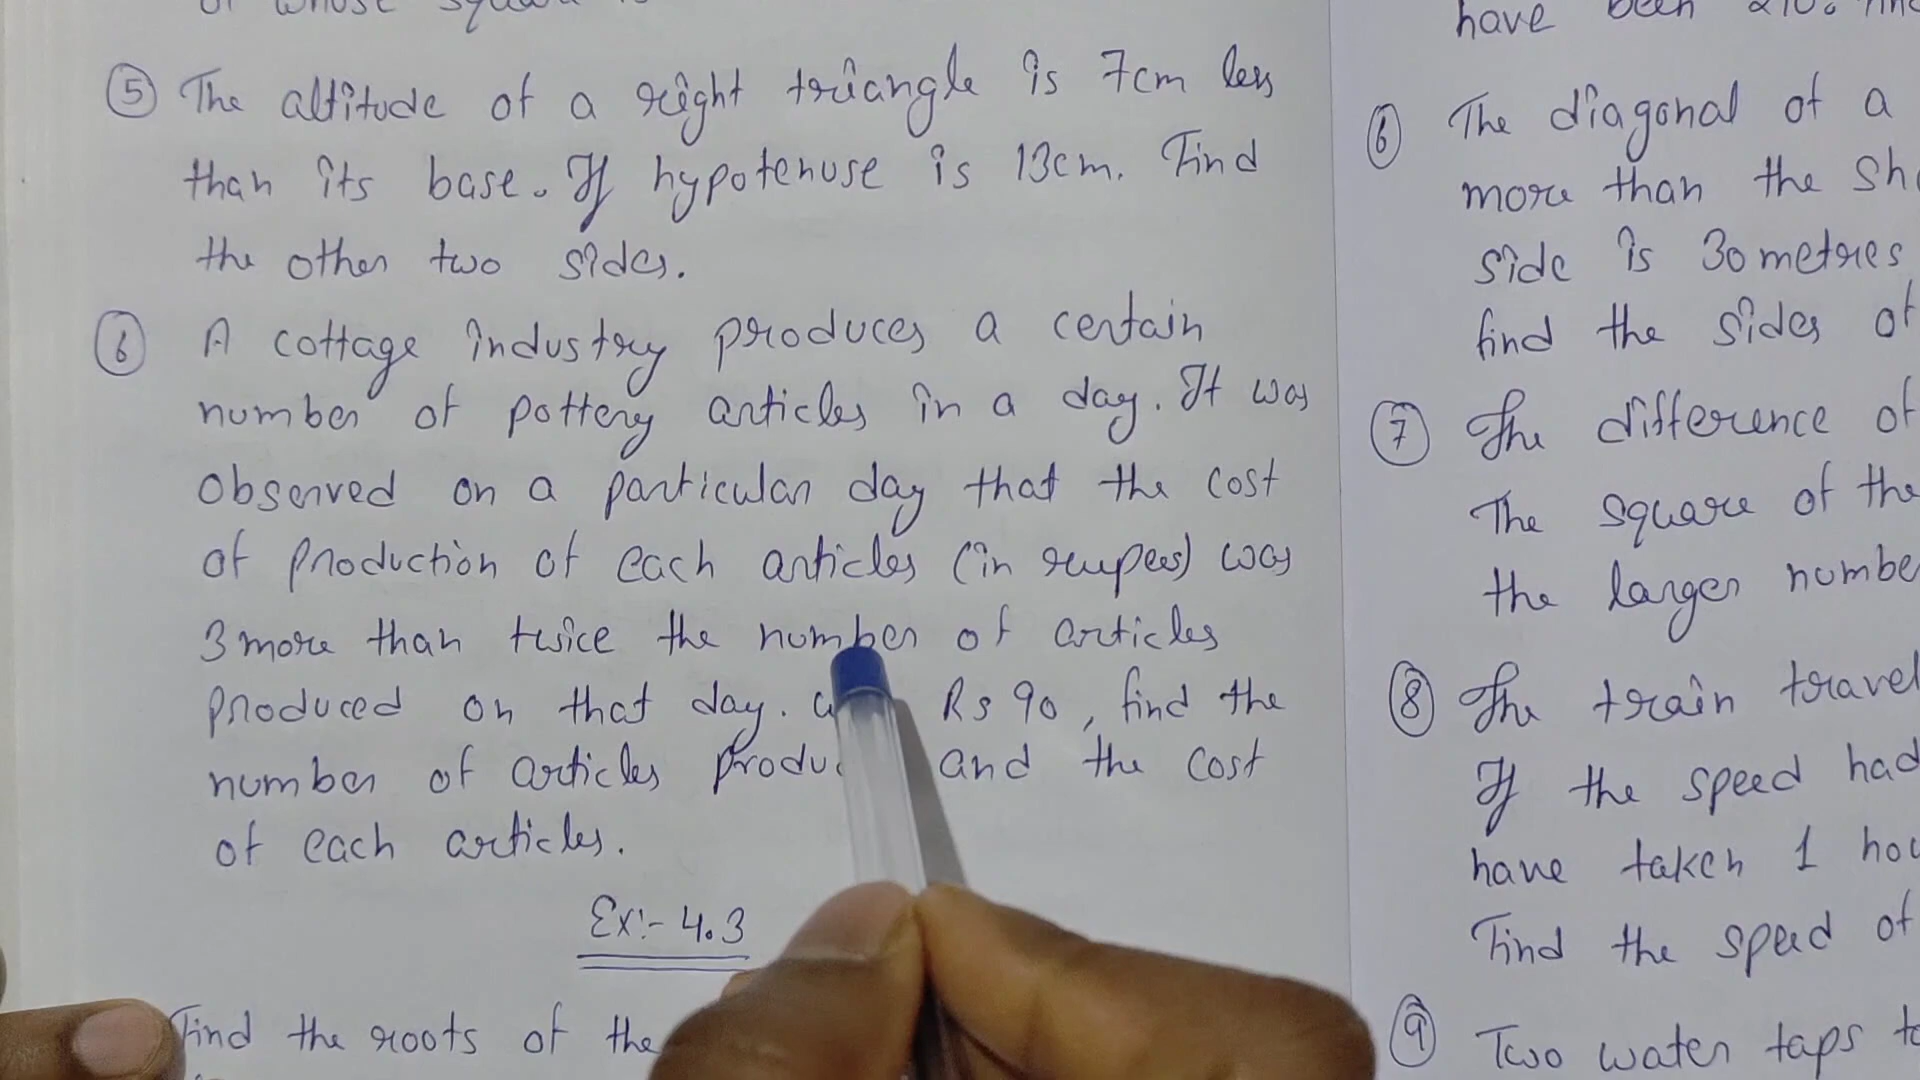 of whose square is
5 The altitude of a right triangle is 7cm less
than its base. If hypotenuse is 13cm. Find
the other two sides.
6 A cottage industry produces a certain
number of pottery articles in a day. It was
observed on a particular day that the cost
of production of each articles (in rupees) was
3 more than twice the number of articles
produced on that day. Rs 90, find the
number of articles and the cost
of each articles.
Ex:- 4.3
Find the roots of the
have been 210.
6 The diagonal of a
more than the
side is 30 metres
find the sides of
7 The difference of
The square of the
the larger
8 The train
If the speed had
have taken 1
Find the speed of
9 Two water taps